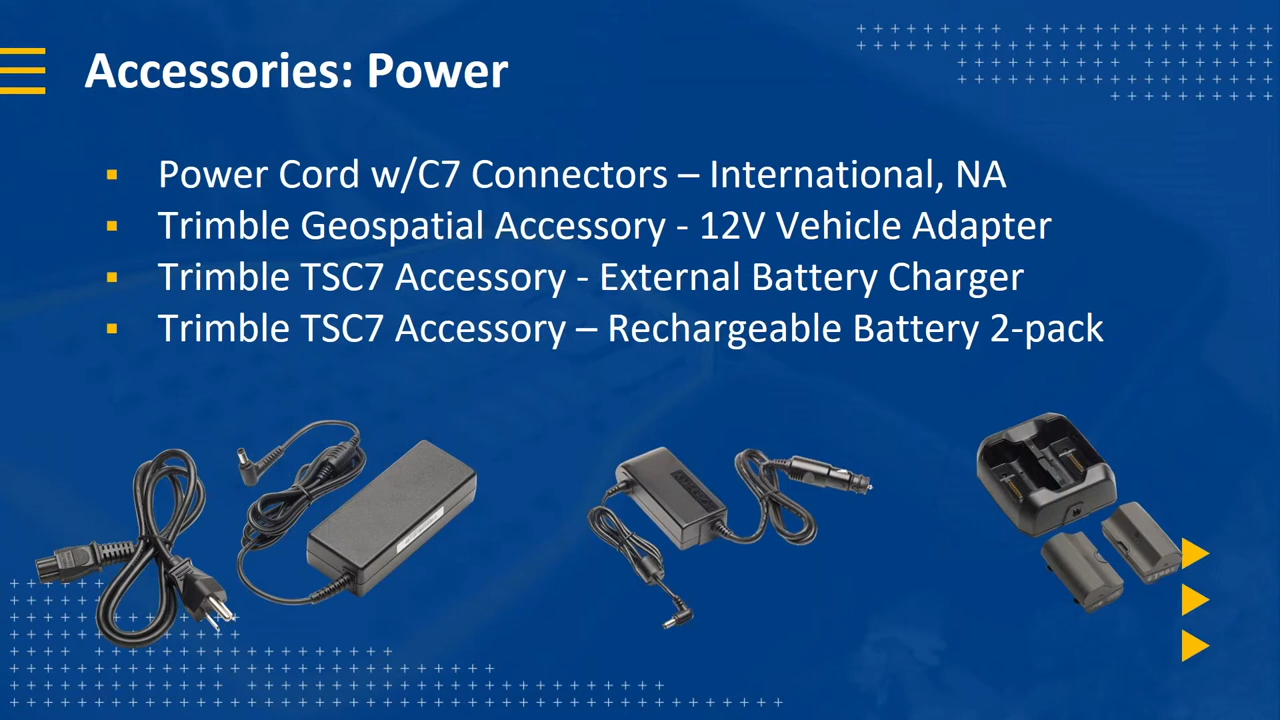 Accessories: Power
▪ Power Cord w/C7 Connectors – International, NA
▪ Trimble Geospatial Accessory - 12V Vehicle Adapter
▪ Trimble TSC7 Accessory - External Battery Charger
▪ Trimble TSC7 Accessory – Rechargeable Battery 2-pack